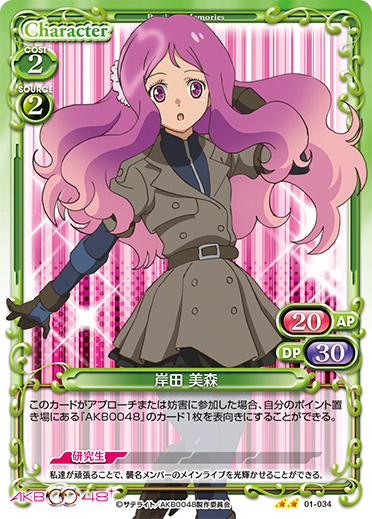 Character
COST
2
SOURCE
2
20 AP
DP 30
岸田 美森
このカードがアプローチまたは妨害に参加した場合、自分のポイント置
き場にある「AKB0048」のカード1枚を表向きにすることができる。
研究生
私達が頑張ることで、襲名メンバーのメインライブを光輝かせることができる。
AKB0048
©サテライト/AKB0048製作委員会
01-034